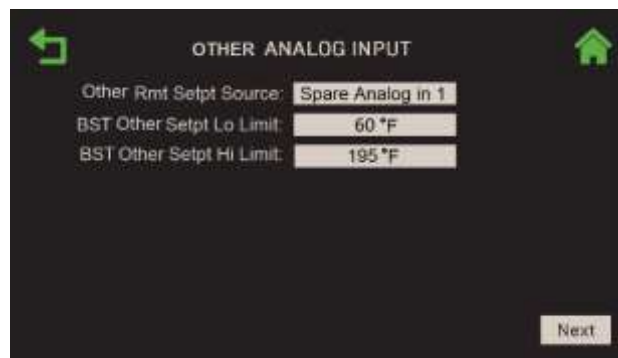 OTHER ANALOG INPUT
Other Rmt Setpt Source: Spare Analog in 1
BST Other Setpt Lo Limit: 60 °F
BST Other Setpt Hi Limit: 195 °F
Next